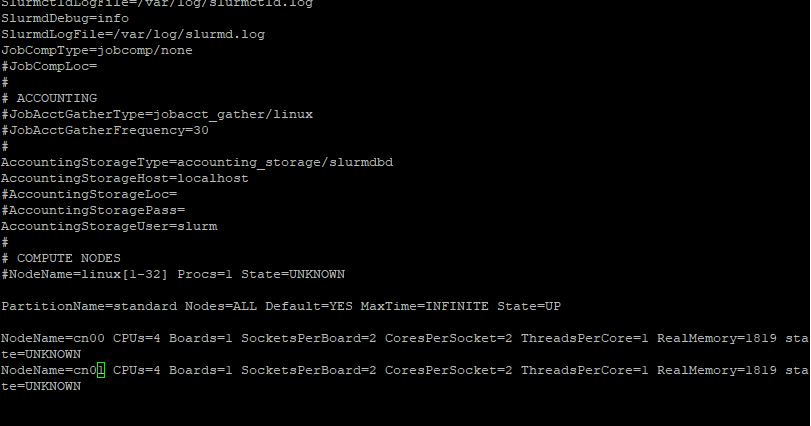 SlurmctldLogFile=/var/log/slurmctld.log
SlurmdDebug=info
SlurmdLogFile=/var/log/slurmd.log
JobCompType=jobcomp/none
#JobCompLoc=
#
# ACCOUNTING
#JobAcctGatherType=jobacct_gather/linux
#JobAcctGatherFrequency=30
#
AccountingStorageType=accounting_storage/slurmdbd
AccountingStorageHost=localhost
#AccountingStorageLoc=
#AccountingStoragePass=
AccountingStorageUser=slurm
#
# COMPUTE NODES
#NodeName=linux[1-32] Procs=1 State=UNKNOWN
PartitionName=standard Nodes=ALL Default=YES MaxTime=INFINITE State=UP
NodeName=cn00 CPUs=4 Boards=1 SocketsPerBoard=2 CoresPerSocket=2 ThreadsPerCore=1 RealMemory=1819 sta
te=UNKNOWN
NodeName=cn01 CPUs=4 Boards=1 SocketsPerBoard=2 CoresPerSocket=2 ThreadsPerCore=1 RealMemory=1819 sta
te=UNKNOWN